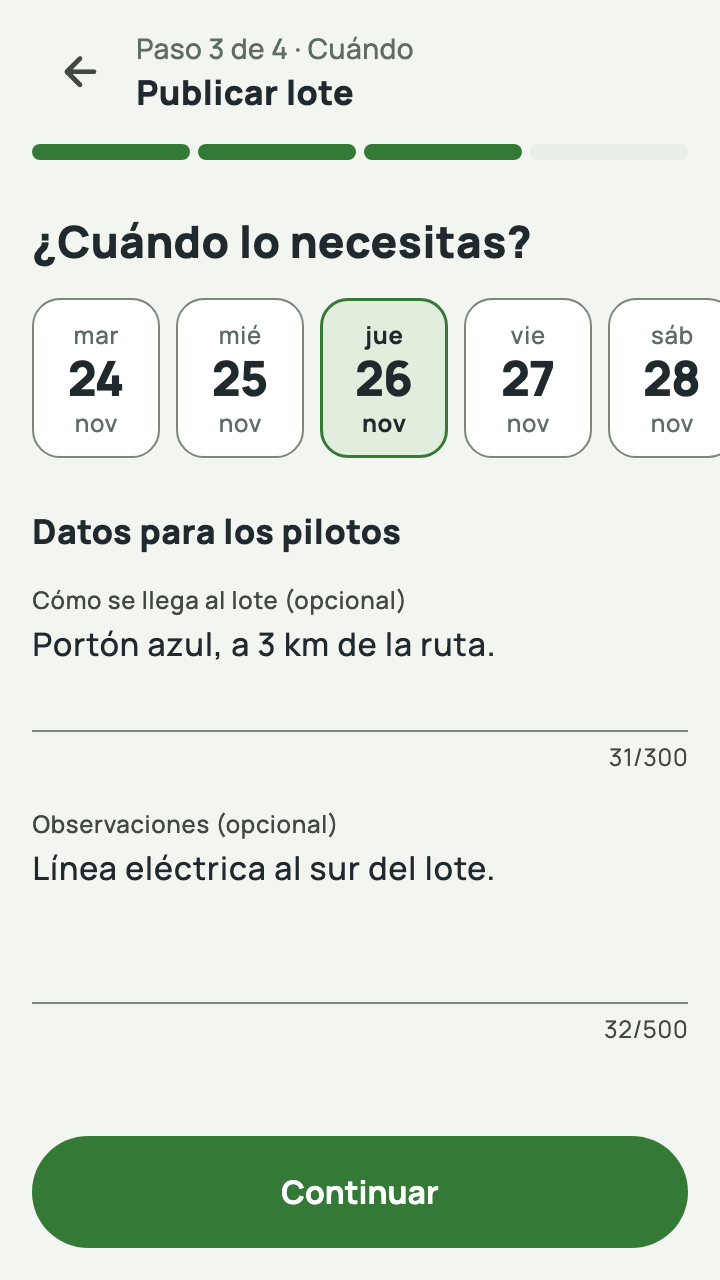 Paso 3 de 4 · Cuándo
Publicar lote
¿Cuándo lo necesitas?
mar mié jue vie sáb
24 25 26 27 28
nov nov nov nov nov
Datos para los pilotos
Cómo se llega al lote (opcional)
Portón azul, a 3 km de la ruta.
31/300
Observaciones (opcional)
Línea eléctrica al sur del lote.
32/500
Continuar